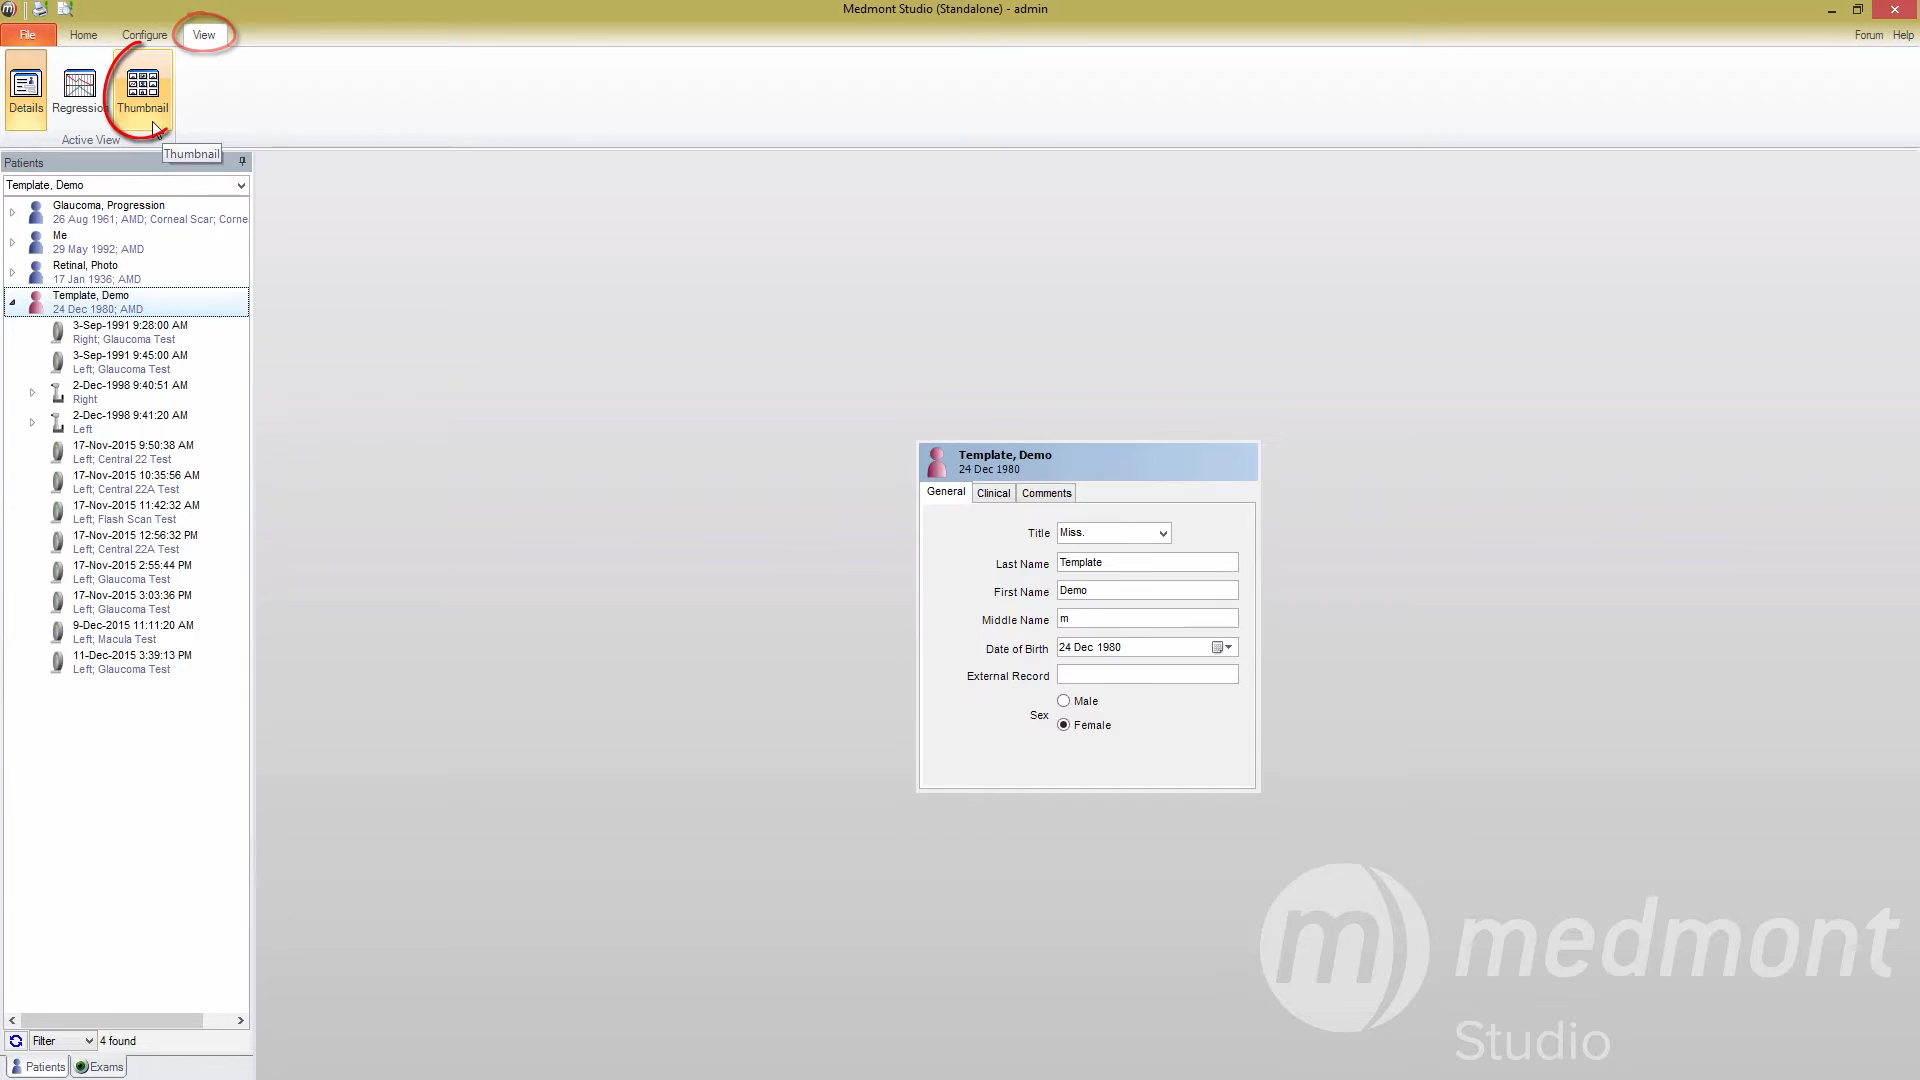 Medmont Studio (Standalone) - admin
File Home Configure View Forum Help
Details Regression Thumbnail
Active View
Thumbnail
Patients
Template, Demo
Glaucoma, Progression
26 Aug 1961; AMD; Corneal Scar; Corne
Me
29 May 1992; AMD
Retinal, Photo
17 Jan 1936; AMD
Template, Demo
24 Dec 1980; AMD
3-Sep-1991 9:28:00 AM
Right; Glaucoma Test
3-Sep-1991 9:45:00 AM
Left; Glaucoma Test
2-Dec-1998 9:40:51 AM
Right
2-Dec-1998 9:41:20 AM
Left
17-Nov-2015 9:50:38 AM
Left; Central 22 Test
17-Nov-2015 10:35:56 AM
Left; Central 22A Test
17-Nov-2015 11:42:32 AM
Left; Flash Scan Test
17-Nov-2015 12:56:32 PM
Left; Central 22A Test
17-Nov-2015 2:55:44 PM
Left; Glaucoma Test
17-Nov-2015 3:03:36 PM
Left; Glaucoma Test
9-Dec-2015 11:11:20 AM
Left; Macula Test
11-Dec-2015 3:39:13 PM
Left; Glaucoma Test
Filter 4 found
Patients Exams
Template, Demo
24 Dec 1980
General Clinical Comments
Title Miss.
Last Name Template
First Name Demo
Middle Name m
Date of Birth 24 Dec 1980
External Record
Sex
Male
Female
m medmont
Studio